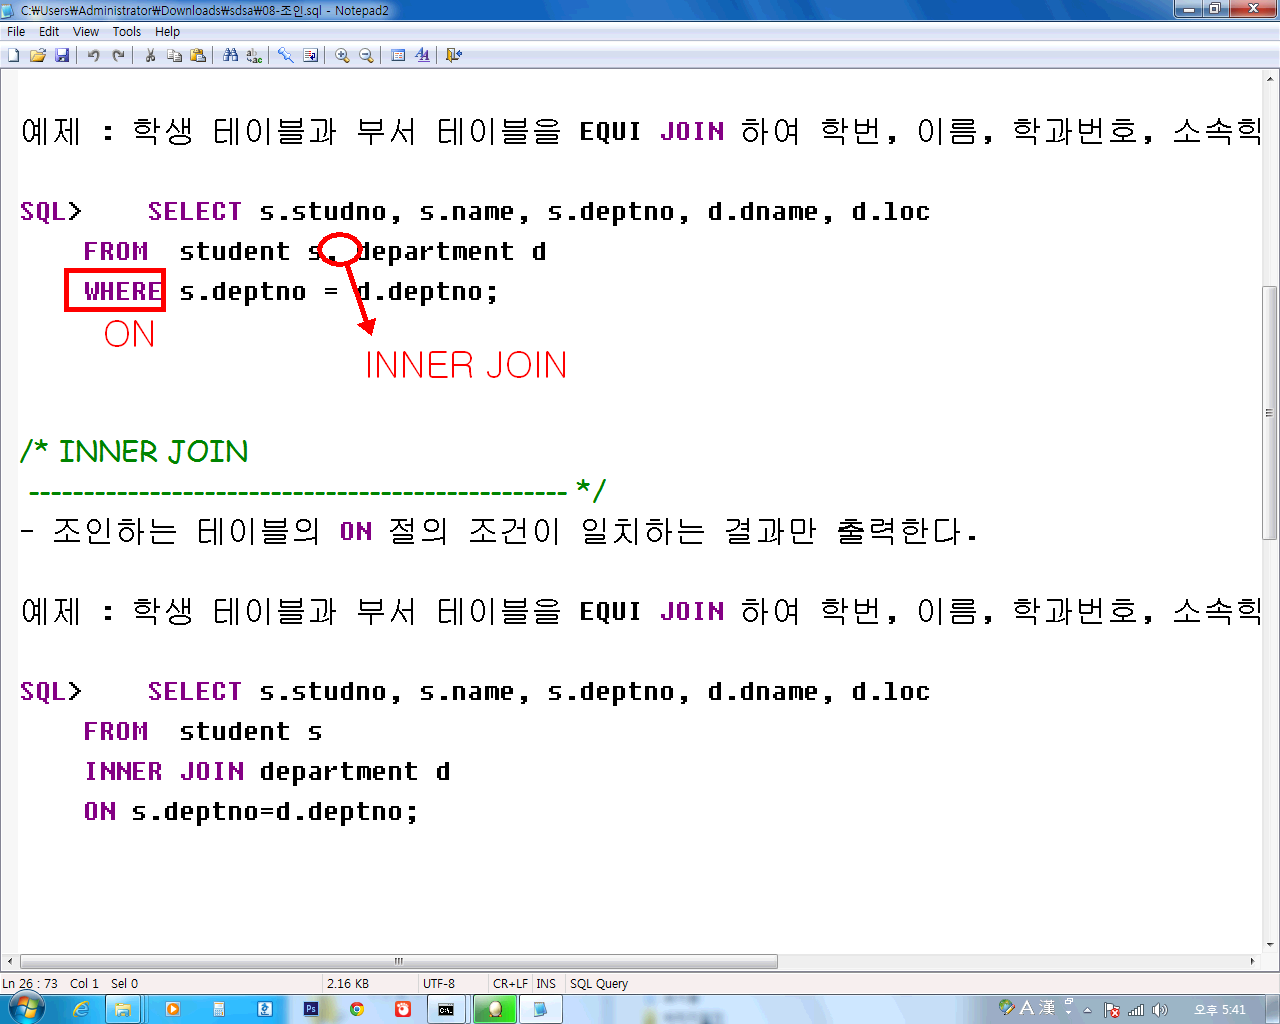 C:\Users\Administrator\Downloads\sdsa\08-조인.sql - Notepad2
File Edit View Tools Help
예제 : 학생 테이블과 부서 테이블을 EQUI JOIN 하여 학번, 이름, 학과번호, 소속학
SQL> SELECT s.studno, s.name, s.deptno, d.dname, d.loc
FROM student s, department d
WHERE s.deptno = d.deptno;
ON
INNER JOIN
/* INNER JOIN
------------------------------------------------- */
- 조인하는 테이블의 ON 절의 조건이 일치하는 결과만 출력한다.
예제 : 학생 테이블과 부서 테이블을 EQUI JOIN 하여 학번, 이름, 학과번호, 소속학
SQL> SELECT s.studno, s.name, s.deptno, d.dname, d.loc
FROM student s
INNER JOIN department d
ON s.deptno=d.deptno;
Ln 26 : 73 Col 1 Sel 0 2.16 KB UTF-8 CR+LF INS SQL Query
Ps A 漢 오후 5:41